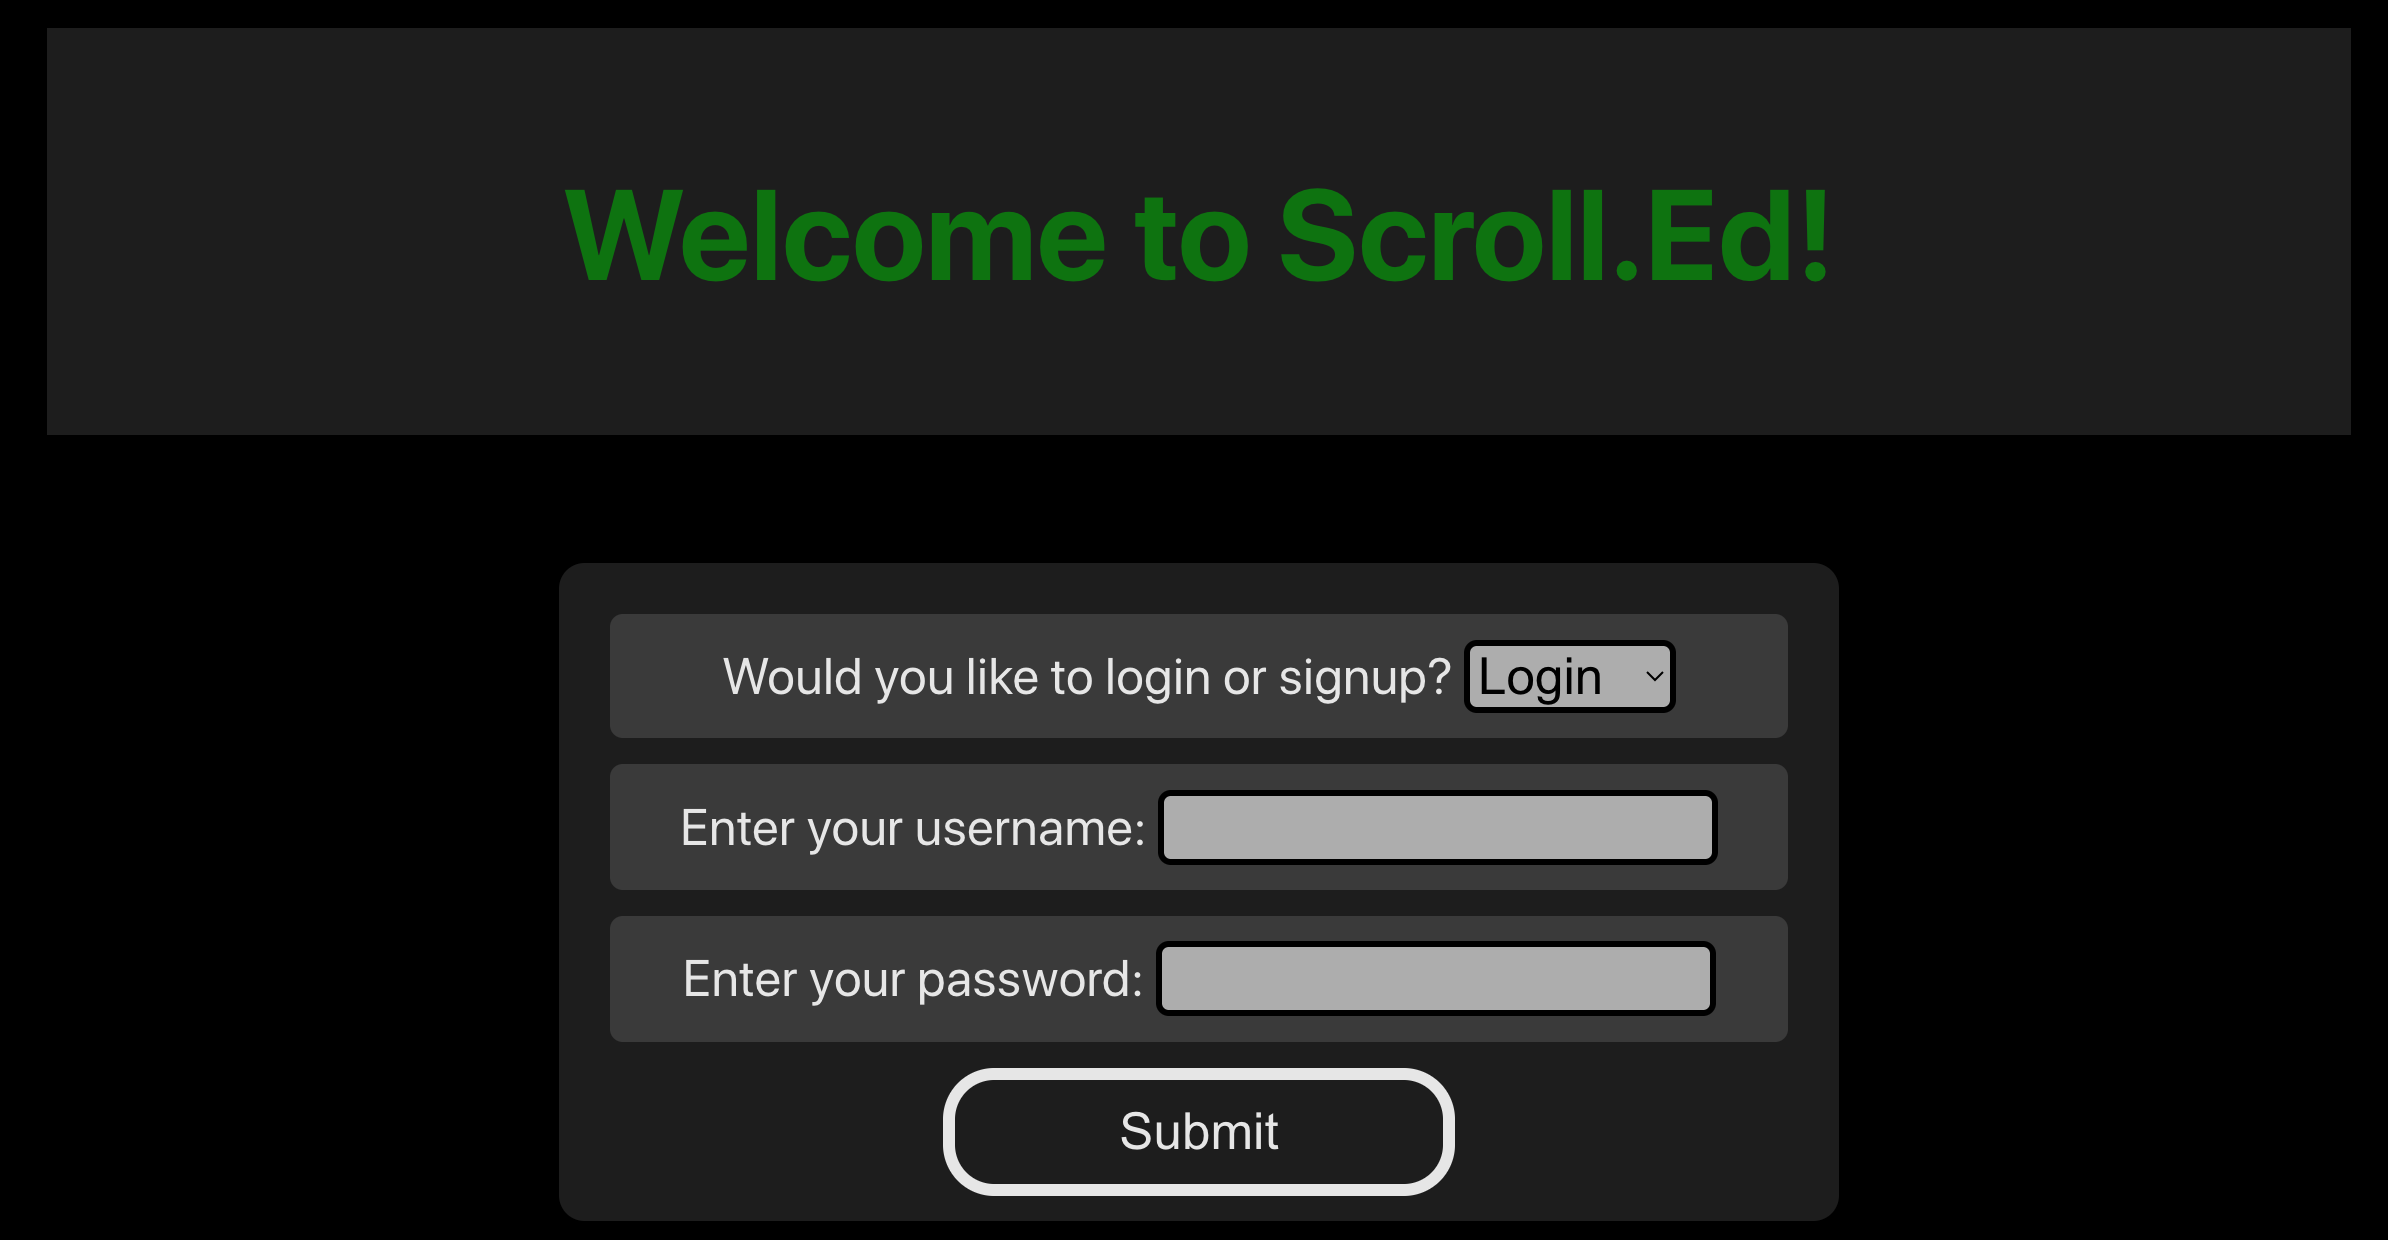 Welcome to Scroll.Ed!
Would you like to login or signup? Login
Enter your username:
Enter your password:
Submit